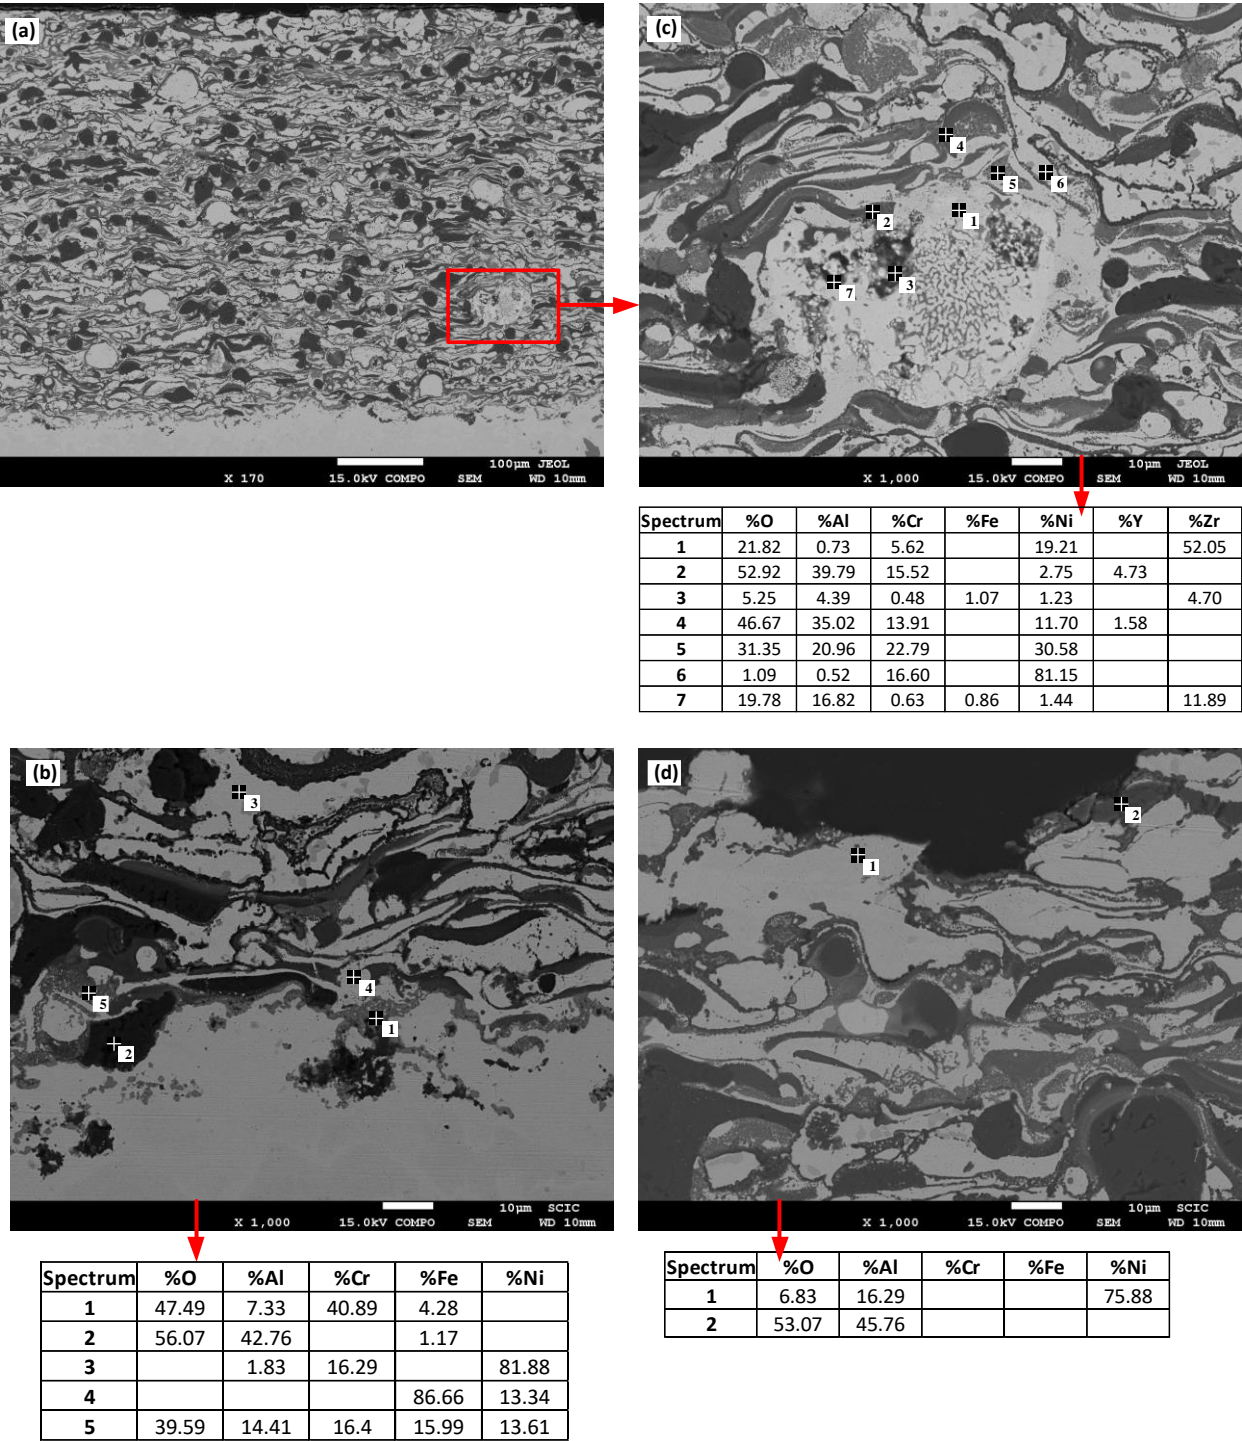 (a)
100μm JEOL
X 170 15.0kV COMPO SEM WD 10mm
(c)
4
5
6
2
1
3
7
10μm JEOL
X 1,000 15.0kV COMPO SEM WD 10mm
Spectrum %O %Al %Cr %Fe %Ni %Y %Zr
1 21.82 0.73 5.62 19.21 52.05
2 52.92 39.79 15.52 2.75 4.73
3 5.25 4.39 0.48 1.07 1.23 4.70
4 46.67 35.02 13.91 11.70 1.58
5 31.35 20.96 22.79 30.58
6 1.09 0.52 16.60 81.15
7 19.78 16.82 0.63 0.86 1.44 11.89
(b)
3
4
5
1
2
10μm SCIC
X 1,000 15.0kV COMPO SEM WD 10mm
Spectrum %O %Al %Cr %Fe %Ni
1 47.49 7.33 40.89 4.28
2 56.07 42.76 1.17
3 1.83 16.29 81.88
4 86.66 13.34
5 39.59 14.41 16.4 15.99 13.61
(d)
2
1
10μm SCIC
X 1,000 15.0kV COMPO SEM WD 10mm
Spectrum %O %Al %Cr %Fe %Ni
1 6.83 16.29 75.88
2 53.07 45.76